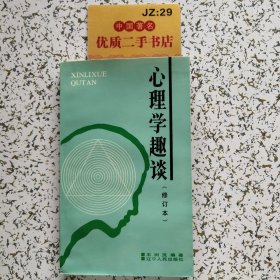 JZ:29
中国著名
优质二手书店
XINLIXUE
QUTAN
心理学趣谈
(修订本)
辽宁人民出版社